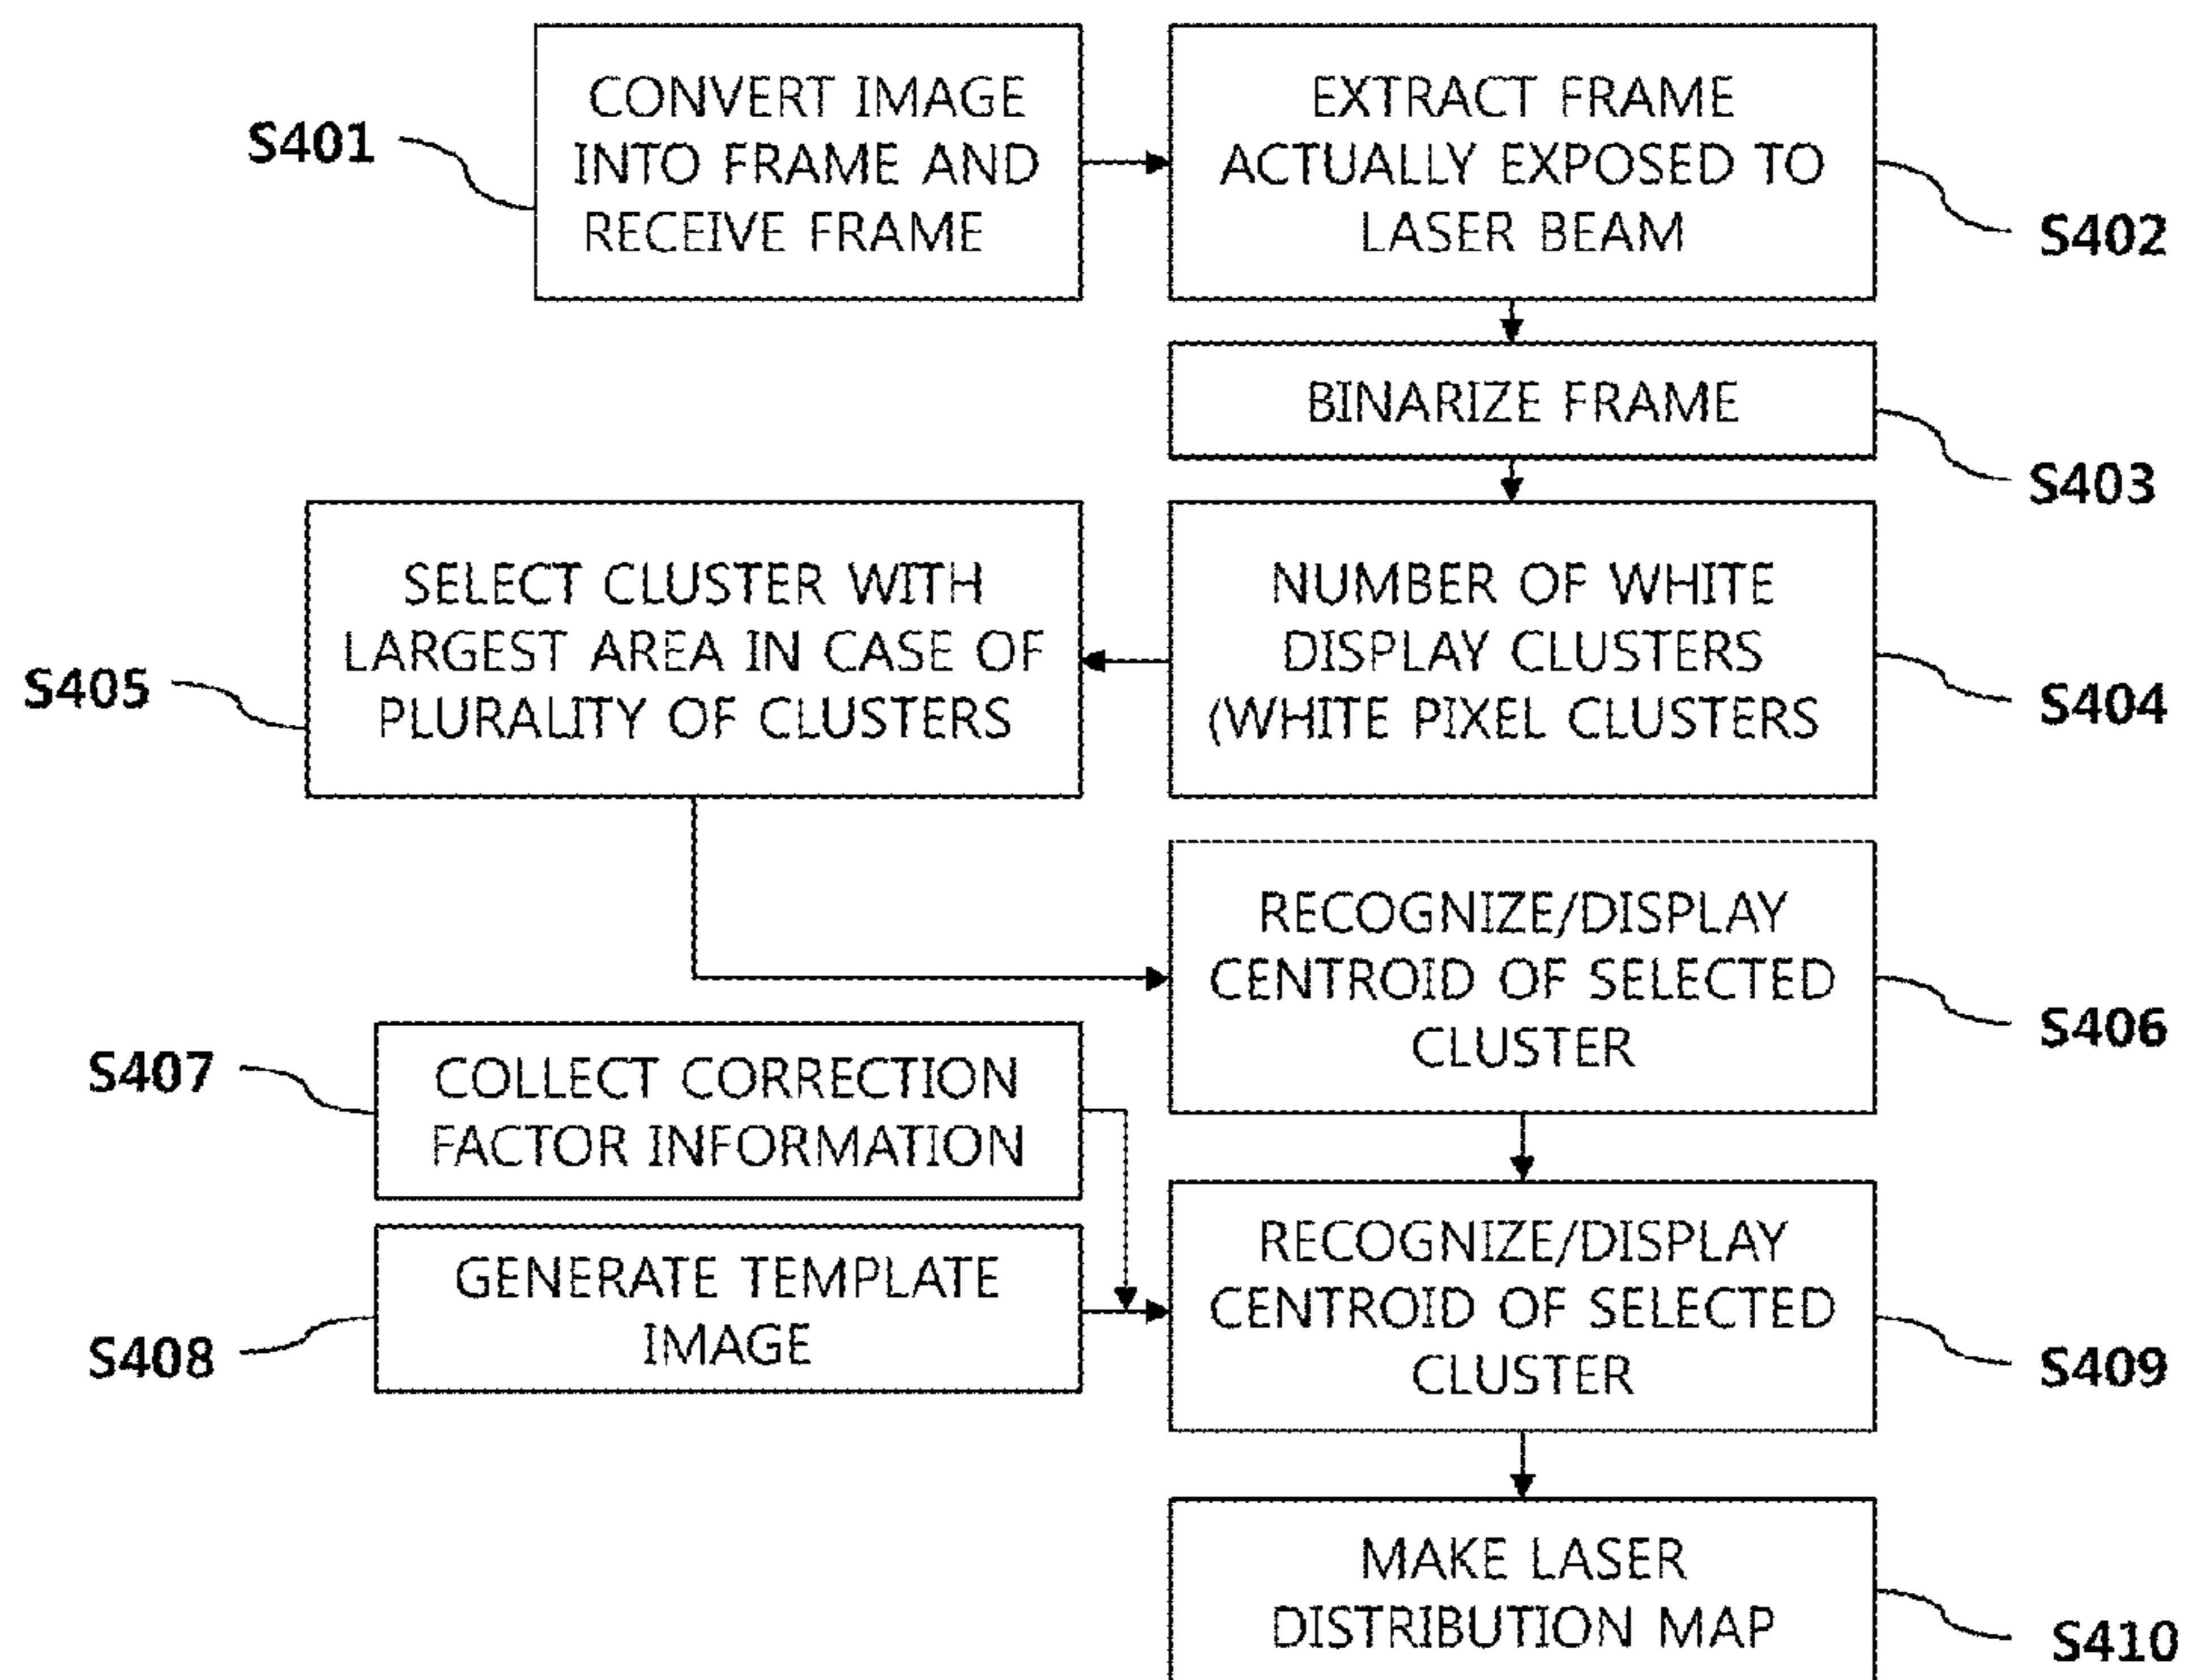 S401
CONVERT IMAGE
INTO FRAME AND
RECEIVE FRAME
EXTRACT FRAME
ACTUALLY EXPOSED TO
LASER BEAM
S402
BINARIZE FRAME
S403
NUMBER OF WHITE
DISPLAY CLUSTERS
(WHITE PIXEL CLUSTERS
S404
S405
SELECT CLUSTER WITH
LARGEST AREA IN CASE OF
PLURALITY OF CLUSTERS
RECOGNIZE/DISPLAY
CENTROID OF SELECTED
CLUSTER
S406
S407
COLLECT CORRECTION
FACTOR INFORMATION
S408
GENERATE TEMPLATE
IMAGE
RECOGNIZE/DISPLAY
CENTROID OF SELECTED
CLUSTER
S409
MAKE LASER
DISTRIBUTION MAP
S410